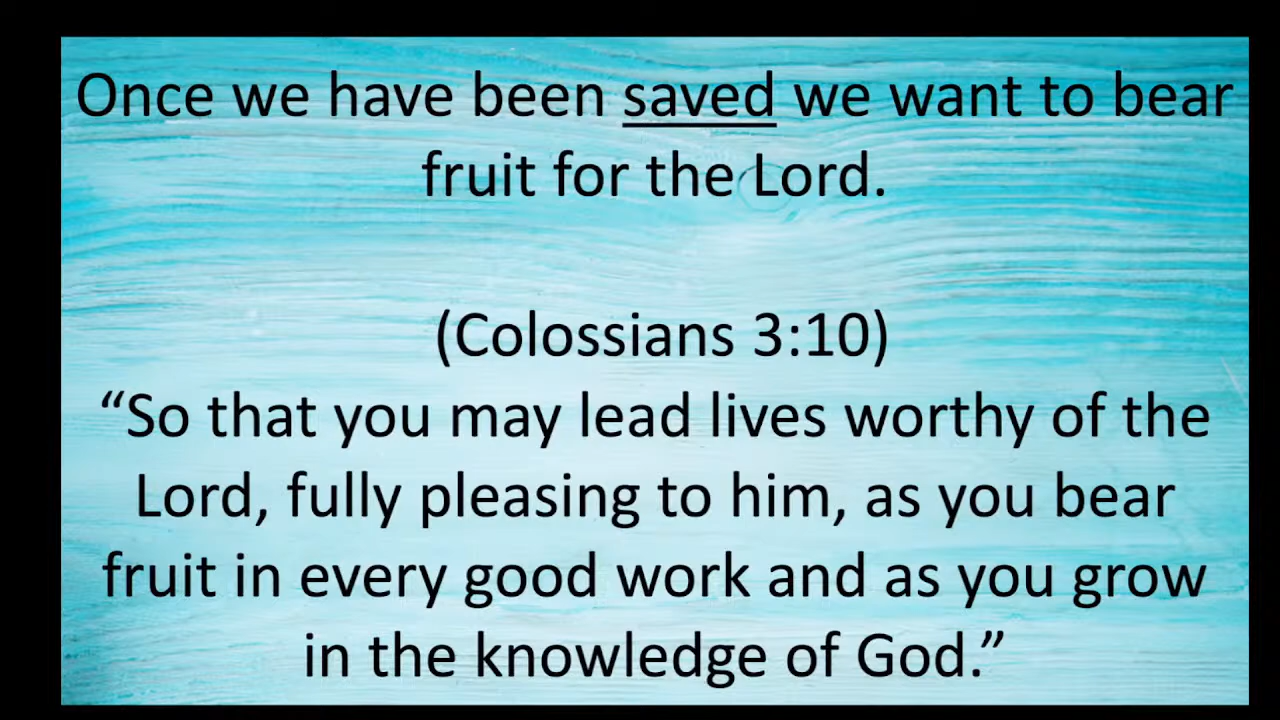 Once we have been saved we want to bear
fruit for the Lord.
(Colossians 3:10)
“So that you may lead lives worthy of the
Lord, fully pleasing to him, as you bear
fruit in every good work and as you grow
in the knowledge of God.”